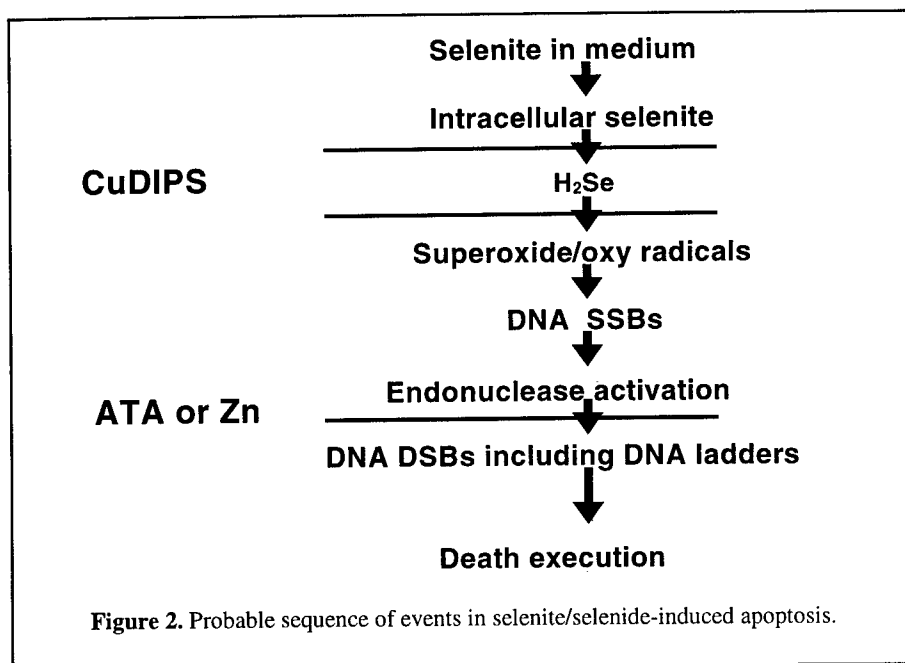 Selenite in medium
Intracellular selenite
CuDIPS
H₂Se
Superoxide/oxy radicals
DNA SSBs
Endonuclease activation
ATA or Zn
DNA DSBs including DNA ladders
Death execution
Figure 2. Probable sequence of events in selenite/selenide-induced apoptosis.